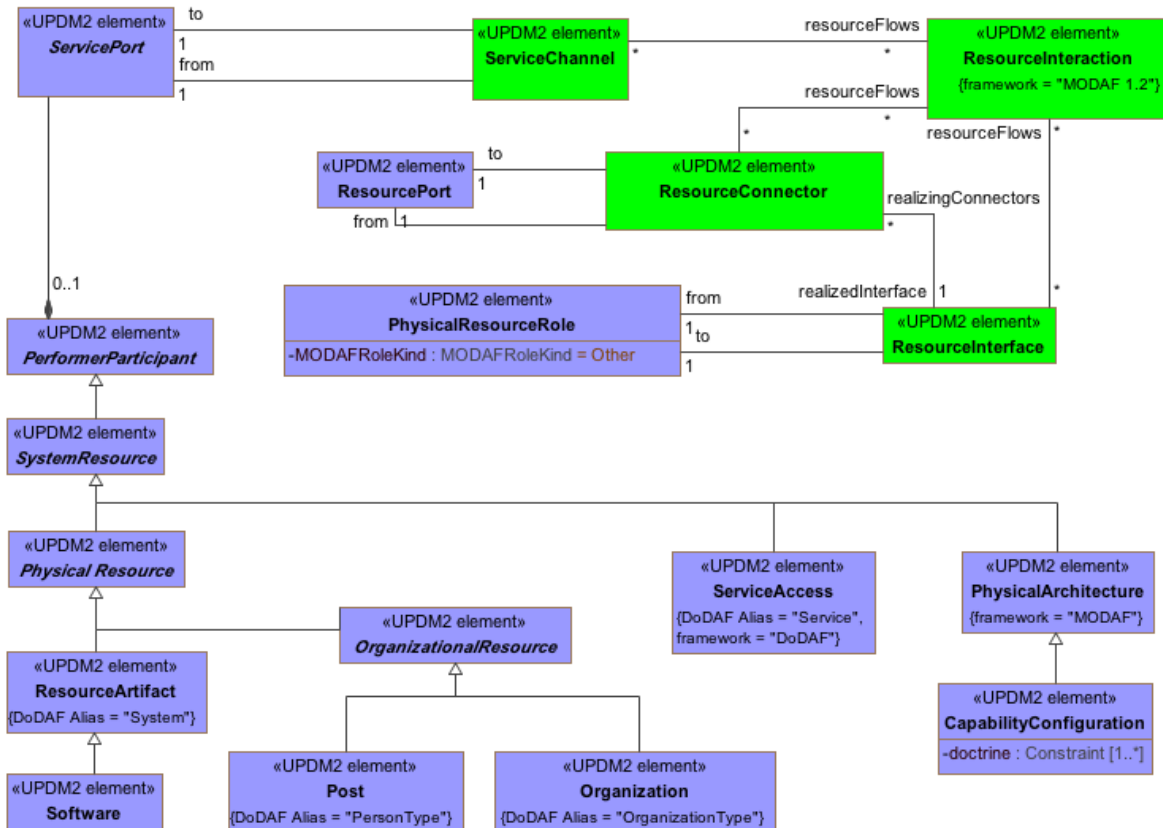 «UPDM2 element»
ServicePort
to
1
from
1
«UPDM2 element»
ServiceChannel
resourceFlows
*
*
«UPDM2 element»
ResourceInteraction
{framework = "MODAF 1.2"}
resourceFlows
*
*
resourceFlows
*
«UPDM2 element»
ResourcePort
to
1
from
1
«UPDM2 element»
ResourceConnector
realizingConnectors
*
0..1
realizedInterface
1
*
«UPDM2 element»
PhysicalResourceRole
-MODAFRoleKind : MODAFRoleKind = Other
from
1
to
1
«UPDM2 element»
ResourceInterface
«UPDM2 element»
PerformerParticipant
«UPDM2 element»
SystemResource
«UPDM2 element»
Physical Resource
«UPDM2 element»
ServiceAccess
{DoDAF Alias = "Service",
framework = "DoDAF"}
«UPDM2 element»
PhysicalArchitecture
{framework = "MODAF"}
«UPDM2 element»
OrganizationalResource
«UPDM2 element»
ResourceArtifact
{DoDAF Alias = "System"}
«UPDM2 element»
CapabilityConfiguration
-doctrine : Constraint [1..*]
«UPDM2 element»
Software
«UPDM2 element»
Post
{DoDAF Alias = "PersonType"}
«UPDM2 element»
Organization
{DoDAF Alias = "OrganizationType"}